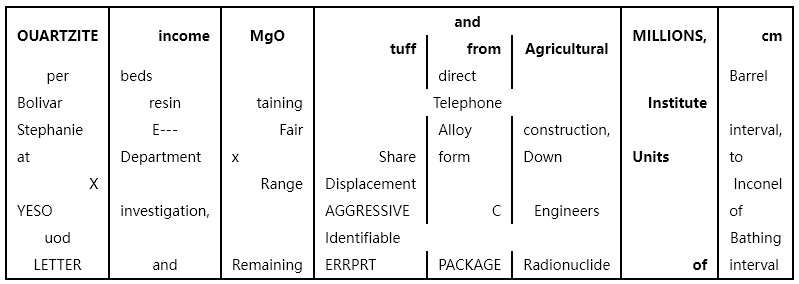 and
OUARTZITE income MgO MILLIONS, cm
tuff from Agricultural
per beds direct Barrel
Bolivar resin taining Telephone Institute
Stephanie E--- Fair Alloy construction, interval,
at Department x Share form Down Units to
X Range Displacement Inconel
YESO investigation, AGGRESSIVE C Engineers of
uod Identifiable Bathing
LETTER and Remaining ERRPRT PACKAGE Radionuclide of interval